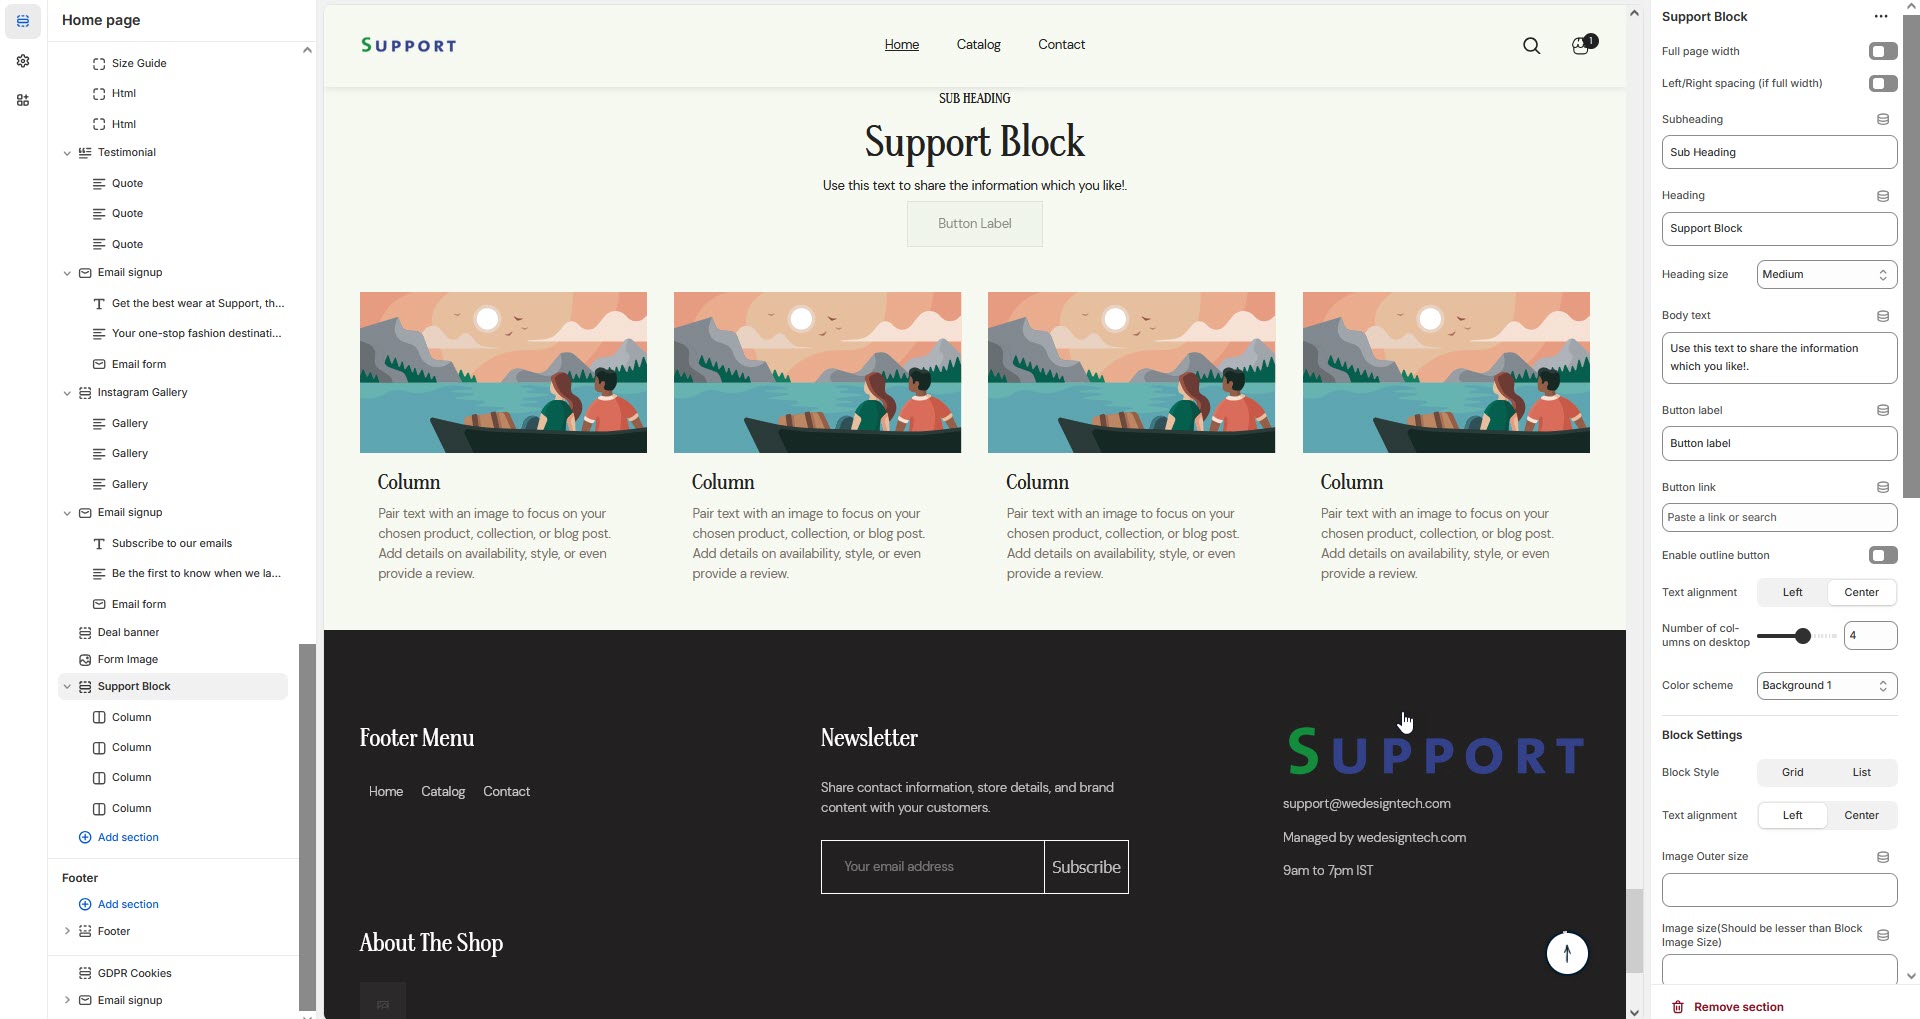 Home page
Size Guide
Html
Html
Testimonial
Quote
Quote
Quote
Email signup
Get the best wear at Support, th...
Your one-stop fashion destinati...
Email form
Instagram Gallery
Gallery
Gallery
Gallery
Email signup
Subscribe to our emails
Be the first to know when we la...
Email form
Deal banner
Form Image
Support Block
Column
Column
Column
Column
Add section
Footer
Add section
Footer
GDPR Cookies
Email signup
SUPPORT
Home Catalog Contact
1
SUB HEADING
Support Block
Use this text to share the information which you like!.
Button Label
Column
Pair text with an image to focus on your
chosen product, collection, or blog post.
Add details on availability, style, or even
provide a review.
Column
Pair text with an image to focus on your
chosen product, collection, or blog post.
Add details on availability, style, or even
provide a review.
Column
Pair text with an image to focus on your
chosen product, collection, or blog post.
Add details on availability, style, or even
provide a review.
Column
Pair text with an image to focus on your
chosen product, collection, or blog post.
Add details on availability, style, or even
provide a review.
Footer Menu
Home Catalog Contact
Newsletter
Share contact information, store details, and brand
content with your customers.
Your email address
Subscribe
SUPPORT
support@wedesigntech.com
Managed by wedesigntech.com
9am to 7pm IST
About The Shop
Support Block
Full page width
Left/Right spacing (if full width)
Subheading
Sub Heading
Heading
Support Block
Heading size Medium
Body text
Use this text to share the information
which you like!.
Button label
Button label
Button link
Paste a link or search
Enable outline button
Text alignment Left Center
Number of col-
umns on desktop 4
Color scheme Background 1
Block Settings
Block Style Grid List
Text alignment Left Center
Image Outer size
Image size(Should be lesser than Block
Image Size)
Remove section